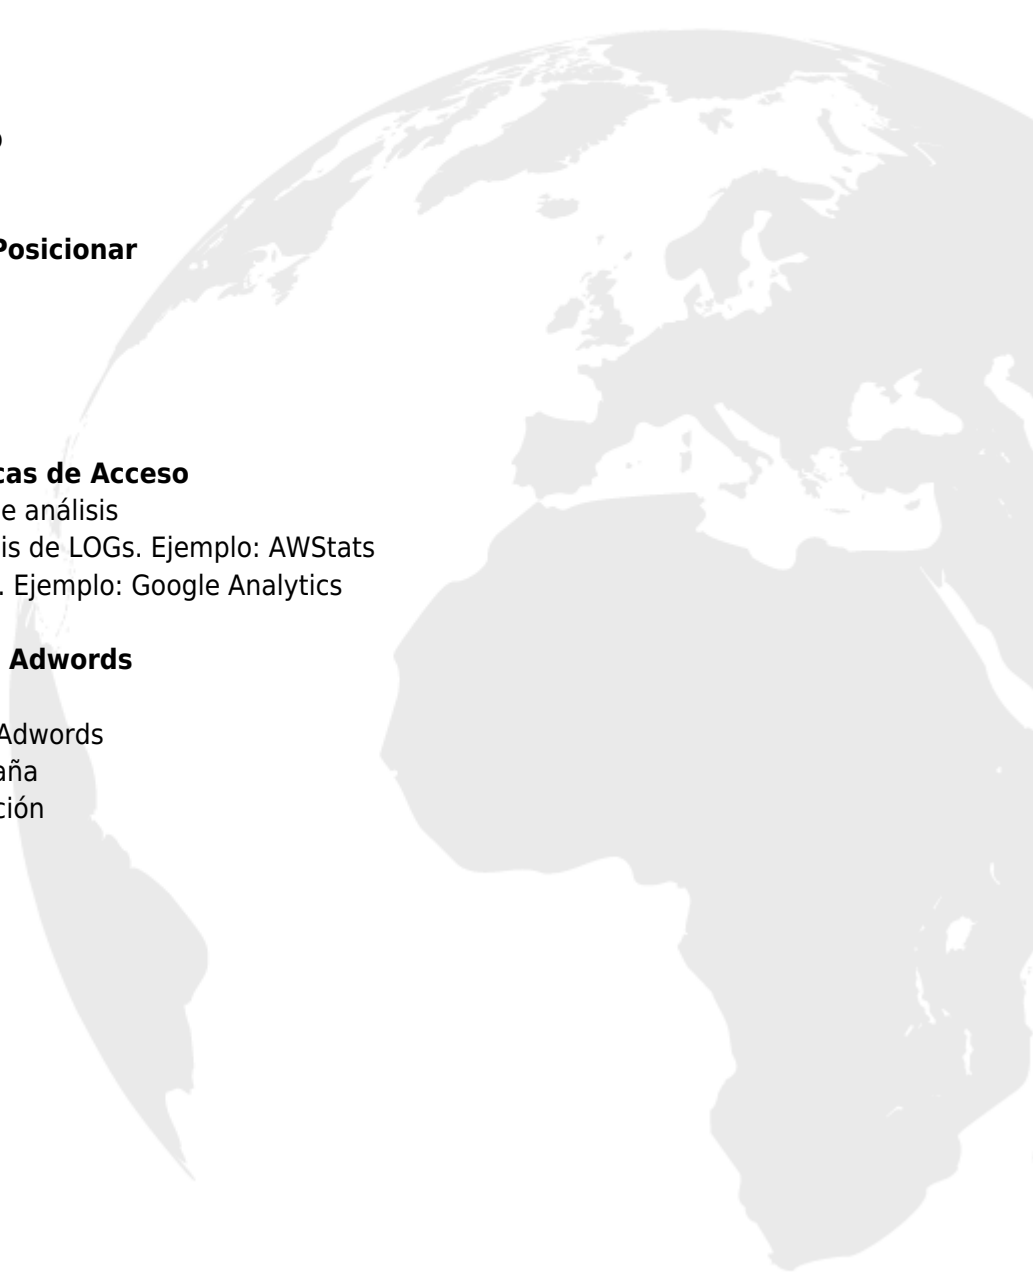 Posicionar
cas de Acceso
e análisis
is de LOGs. Ejemplo: AWStats
. Ejemplo: Google Analytics
Adwords
Adwords
aña
ción